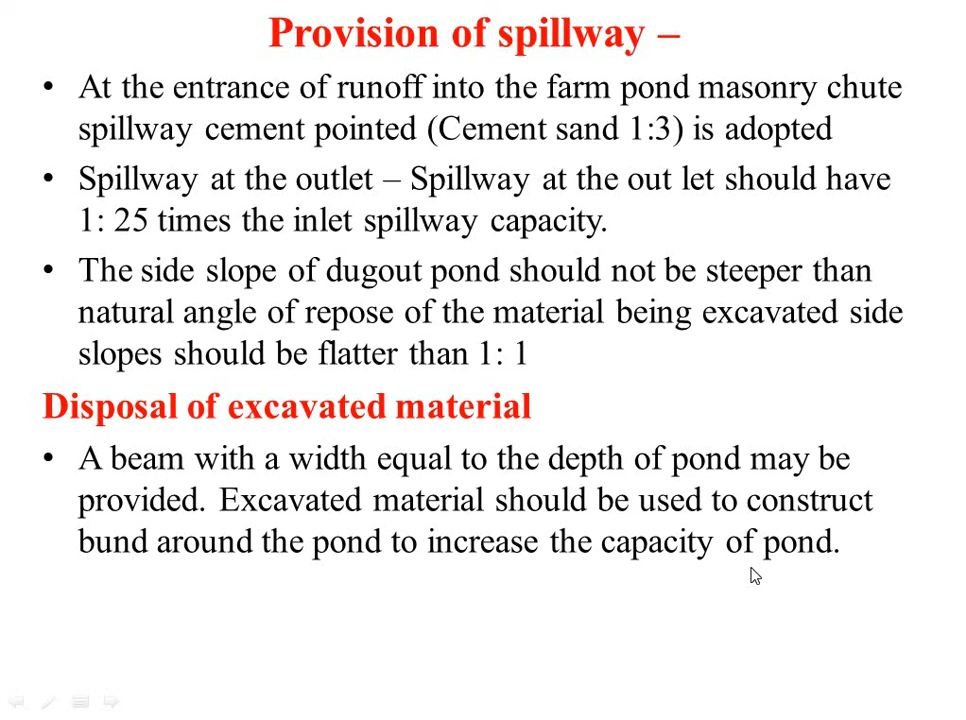 Provision of spillway –
• At the entrance of runoff into the farm pond masonry chute
spillway cement pointed (Cement sand 1:3) is adopted
• Spillway at the outlet – Spillway at the out let should have
1: 25 times the inlet spillway capacity.
• The side slope of dugout pond should not be steeper than
natural angle of repose of the material being excavated side
slopes should be flatter than 1: 1
Disposal of excavated material
• A beam with a width equal to the depth of pond may be
provided. Excavated material should be used to construct
bund around the pond to increase the capacity of pond.